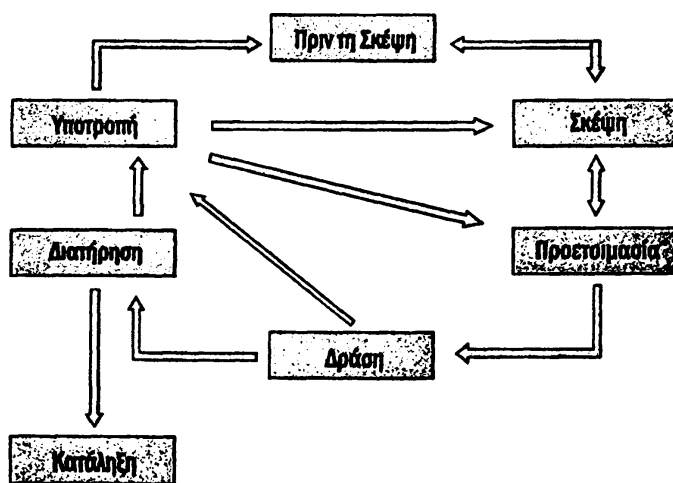 Πριν τη Σκέψη
Υποτροπή
Σκέψη
Διατήρηση
Προετοιμασία
Δράση
Κατάληξη